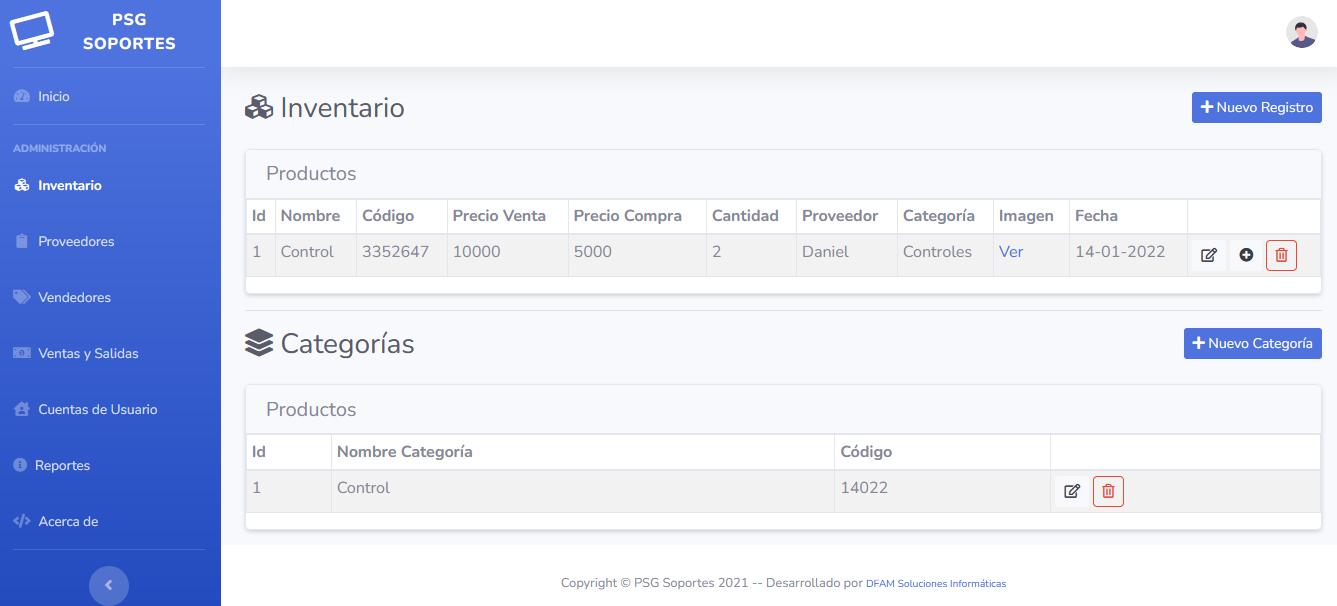 PSG
SOPORTES
Inicio
ADMINISTRACIÓN
Inventario
Proveedores
Vendedores
Ventas y Salidas
Cuentas de Usuario
Reportes
Acerca de
Inventario
Nuevo Registro
Productos
Id Nombre Código Precio Venta Precio Compra Cantidad Proveedor Categoría Imagen Fecha
1 Control 3352647 10000 5000 2 Daniel Controles Ver 14-01-2022
Categorías
Nuevo Categoría
Productos
Id Nombre Categoría Código
1 Control 14022
Copyright © PSG Soportes 2021 -- Desarrollado por DFAM Soluciones Informáticas